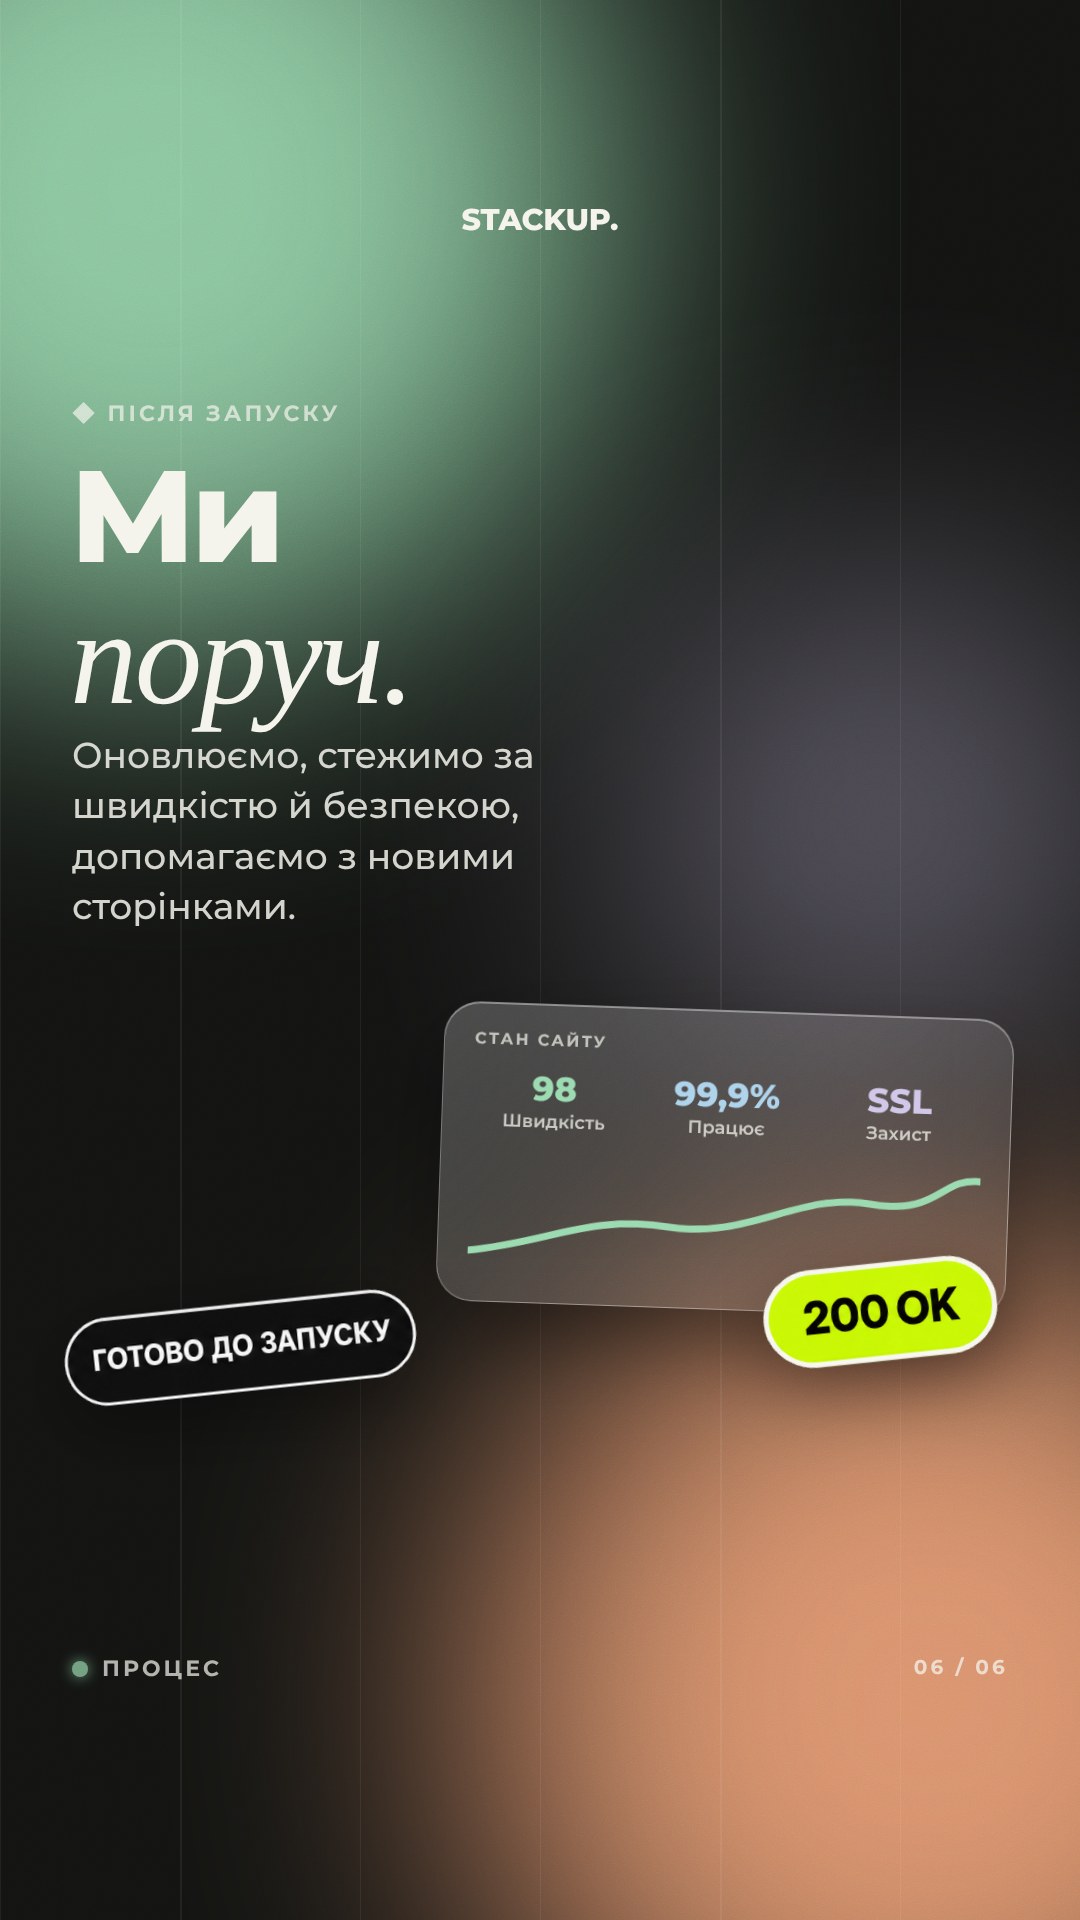 STACKUP.
ПІСЛЯ ЗАПУСКУ
Ми
поруч.
Оновлюємо, стежимо за
швидкістю й безпекою,
допомагаємо з новими
сторінками.
СТАН САЙТУ
98
Швидкість
99,9%
Працює
SSL
Захист
200 OK
ГОТОВО ДО ЗАПУСКУ
ПРОЦЕС
06 / 06